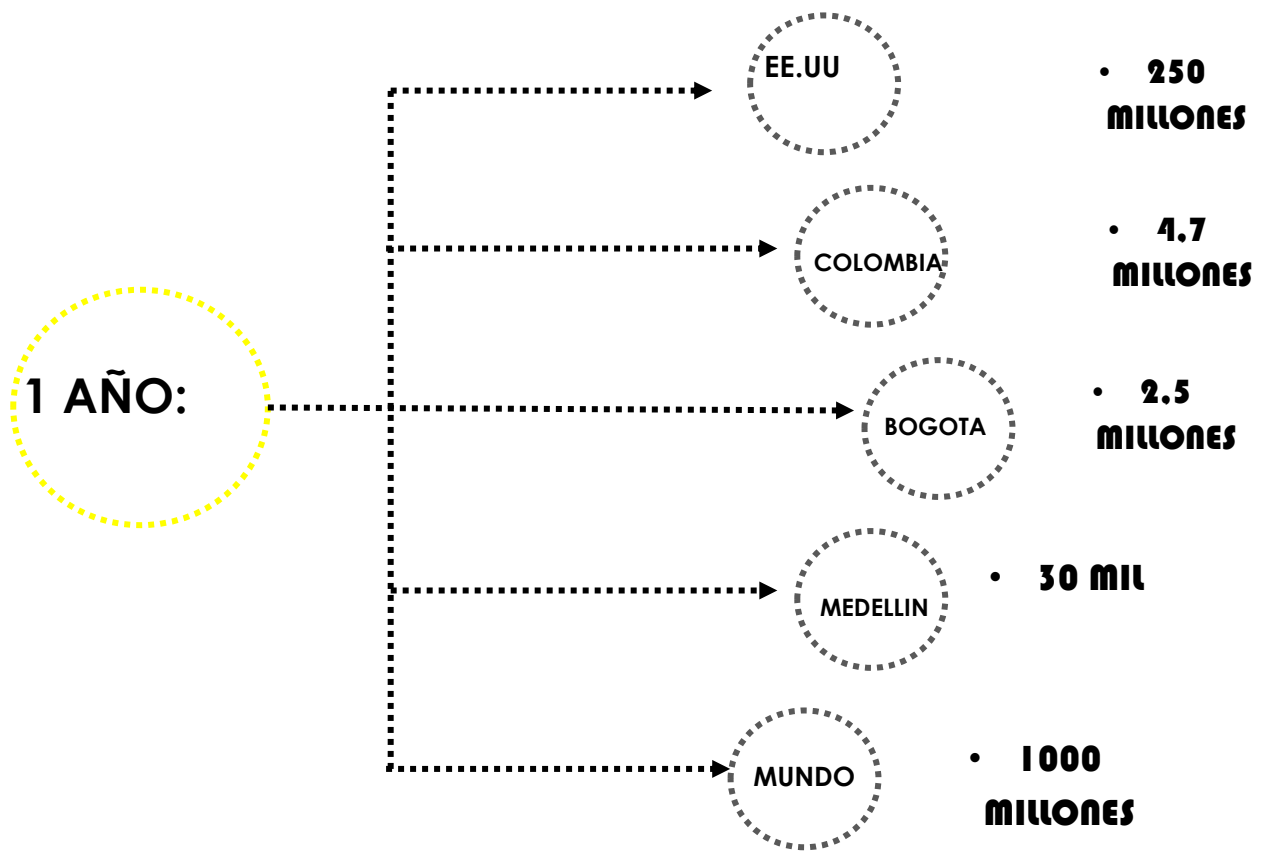 EE.UU
• 250
MILLONES
COLOMBIA
• 4,7
MILLONES
1 AÑO:
BOGOTA
• 2,5
MILLONES
MEDELLIN
• 30 MIL
MUNDO
• 1000
MILLONES